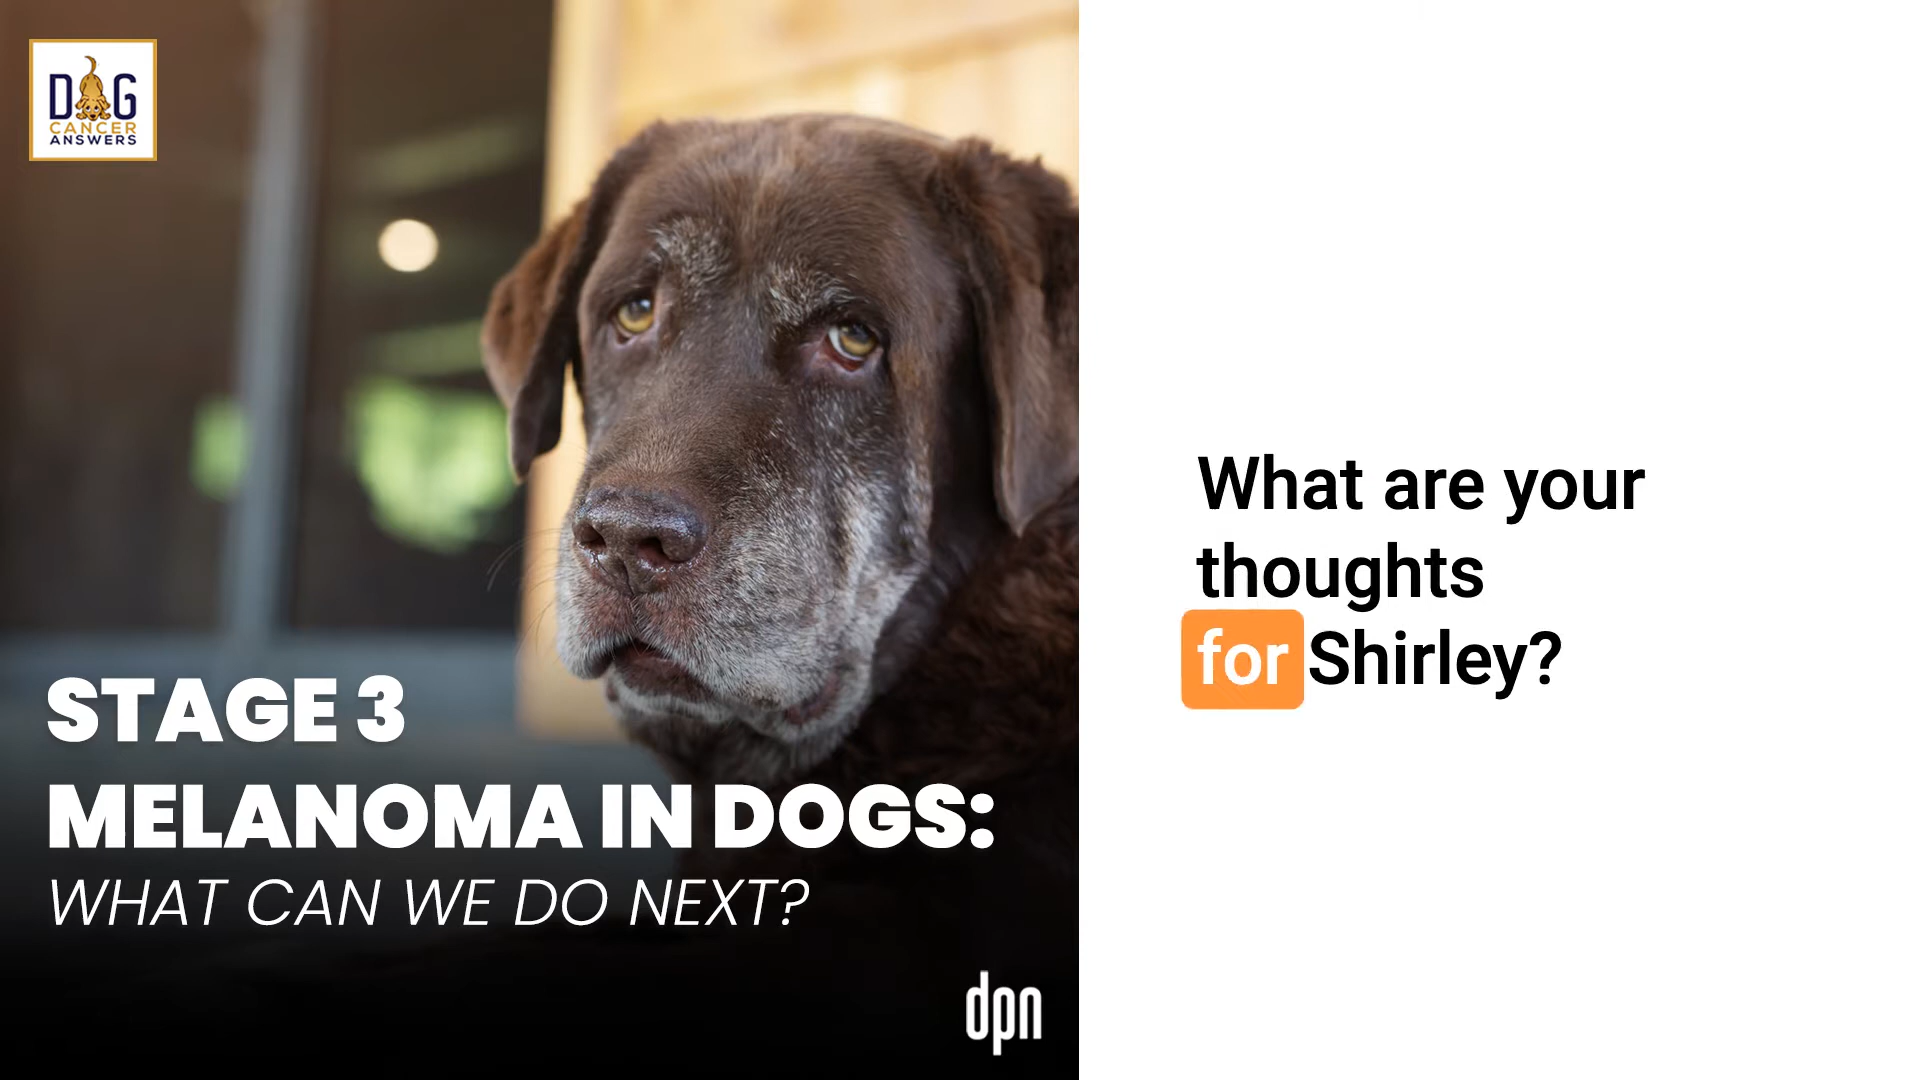 DOG
CANCER
ANSWERS
STAGE 3
MELANOMA IN DOGS:
WHAT CAN WE DO NEXT?
dpn
What are your
thoughts
for Shirley?